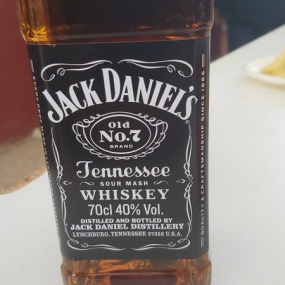 JACK DANIEL'S
Old
No.7
BRAND
Tennessee
SOUR MASH
WHISKEY
70cl 40% Vol.
DISTILLED AND BOTTLED BY
JACK DANIEL DISTILLERY
LYNCHBURG, TENNESSEE 37352 U.S.A.
QUALITY & CRAFTSMANSHIP SINCE 1866